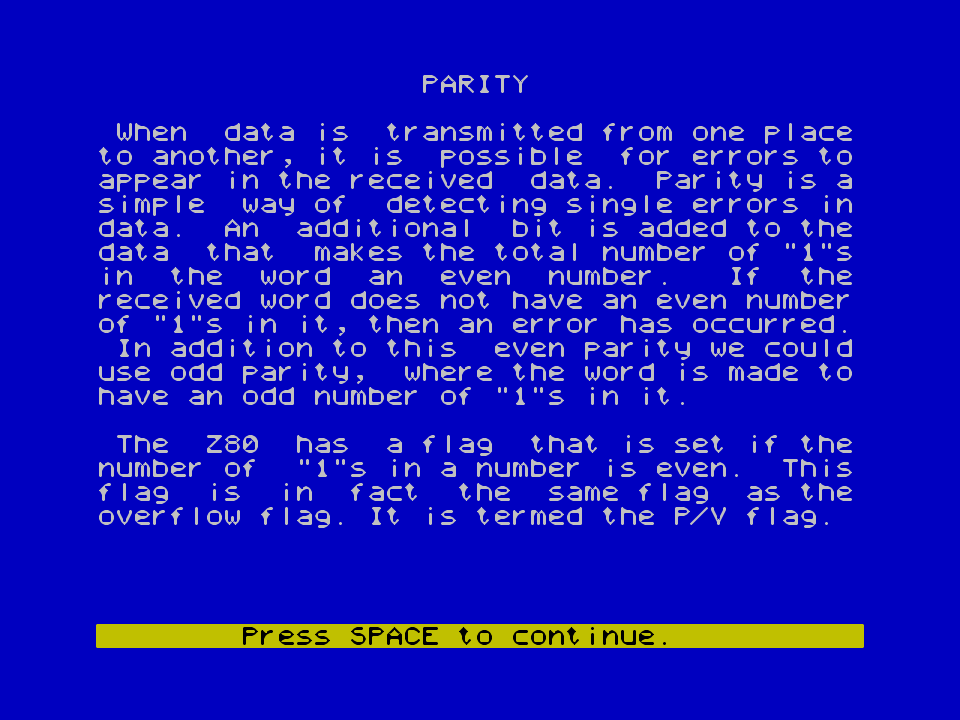 PARITY
When data is transmitted from one place
to another, it is possible for errors to
appear in the received data. Parity is a
simple way of detecting single errors in
data. An additional bit is added to the
data that makes the total number of "1"s
in the word an even number. If the
received word does not have an even number
of "1"s in it, then an error has occurred.
In addition to this even parity we could
use odd parity, where the word is made to
have an odd number of "1"s in it.
The Z80 has a flag that is set if the
number of "1"s in a number is even. This
flag is in fact the same flag as the
overflow flag. It is termed the P/V flag.
Press SPACE to continue.